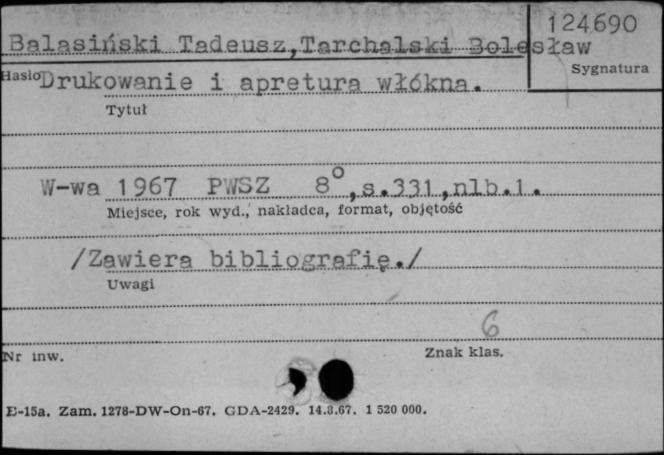 124690
Balasiński Tadeusz,Tarchalski Bolesław
Sygnatura
Hasło Drukowanie i apretura włókna.
Tytuł
W-wa 1967 PWSZ 8°,s.331,nlb.1.
Miejsce, rok wyd., nakładca, format, objętość
/Zawiera bibliografię./
Uwagi
6
Nr inw.
Znak klas.
E-15a. Zam. 1278-DW-On-67. GDA-2429. 14.8.67. 1 520 000.